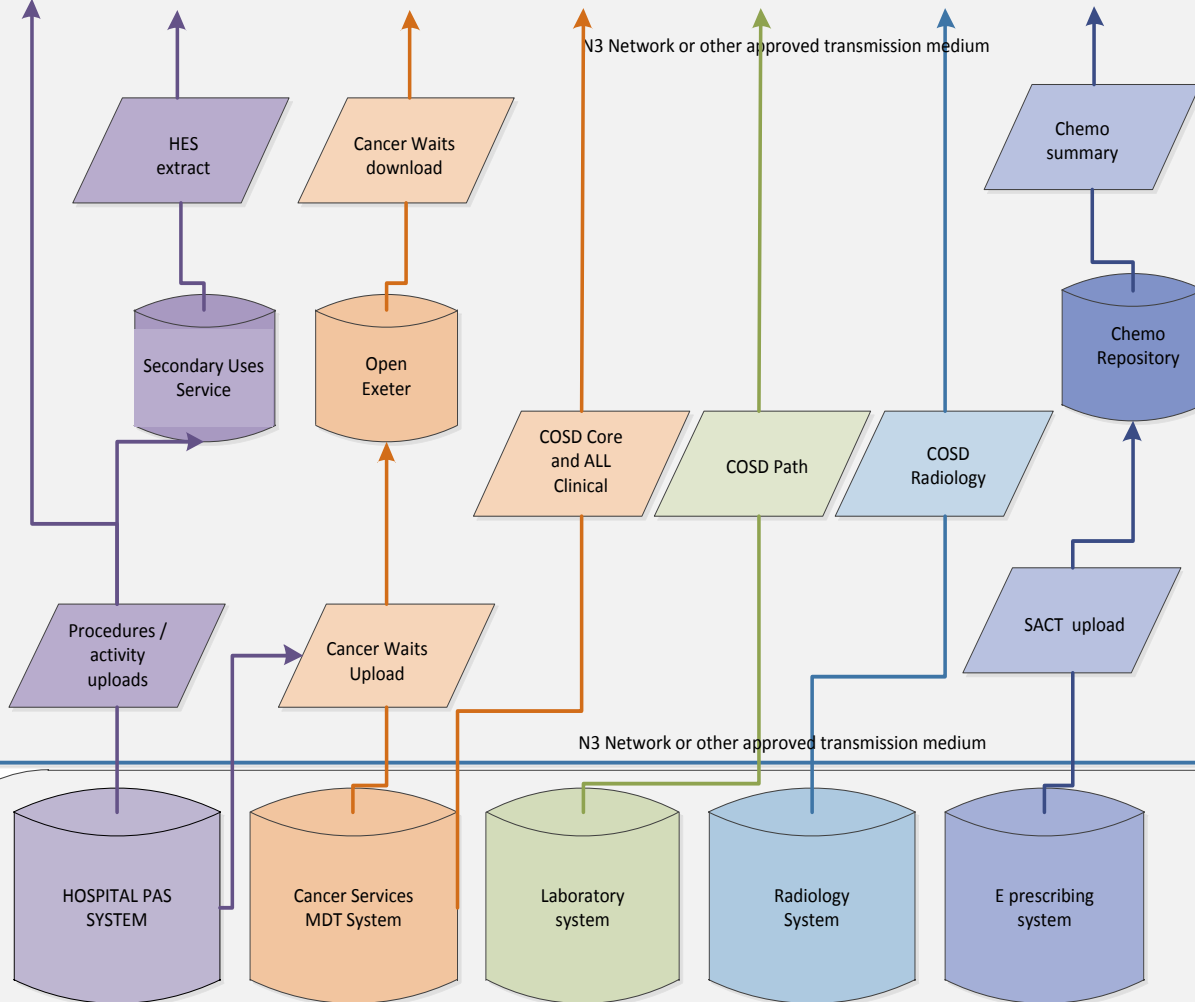 N3 Network or other approved transmission medium
HES
extract
Cancer Waits
download
Chemo
summary
Secondary Uses
Service
Open
Exeter
Chemo
Repository
COSD Core
and ALL
Clinical
COSD Path
COSD
Radiology
Procedures /
activity
uploads
Cancer Waits
Upload
SACT upload
N3 Network or other approved transmission medium
HOSPITAL PAS
SYSTEM
Cancer Services
MDT System
Laboratory
system
Radiology
System
E prescribing
system